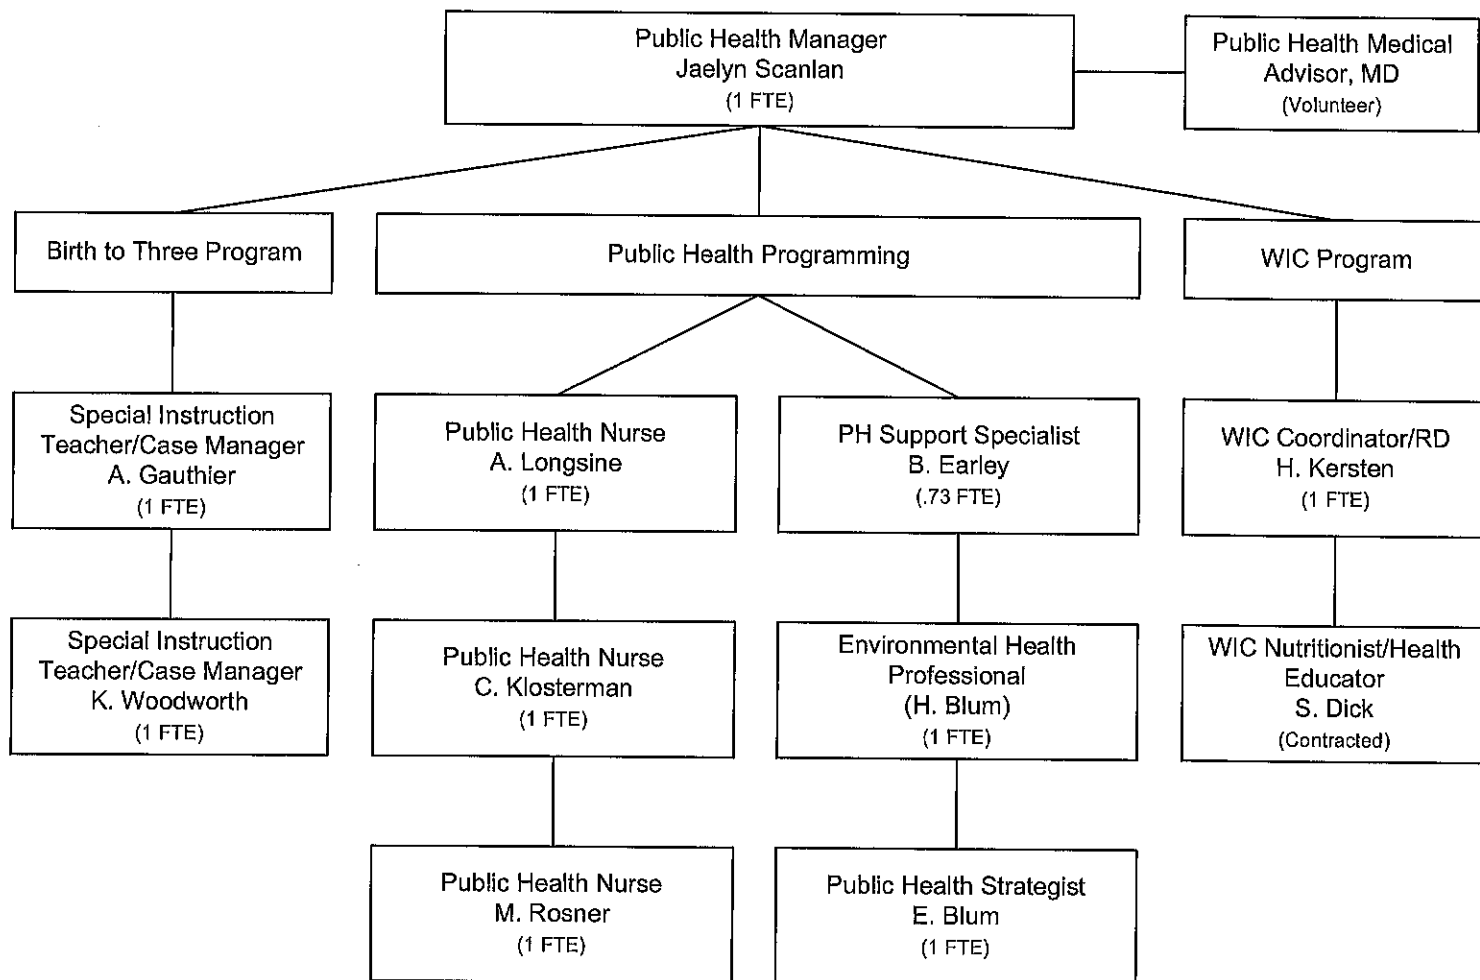 Public Health Manager
Jaelyn Scanlan
(1 FTE)
Public Health Medical
Advisor, MD
(Volunteer)
Birth to Three Program
Public Health Programming
WIC Program
Special Instruction
Teacher/Case Manager
A. Gauthier
(1 FTE)
Public Health Nurse
A. Longsine
(1 FTE)
PH Support Specialist
B. Earley
(.73 FTE)
WIC Coordinator/RD
H. Kersten
(1 FTE)
Special Instruction
Teacher/Case Manager
K. Woodworth
(1 FTE)
Public Health Nurse
C. Klosterman
(1 FTE)
Environmental Health
Professional
(H. Blum)
(1 FTE)
WIC Nutritionist/Health
Educator
S. Dick
(Contracted)
Public Health Nurse
M. Rosner
(1 FTE)
Public Health Strategist
E. Blum
(1 FTE)